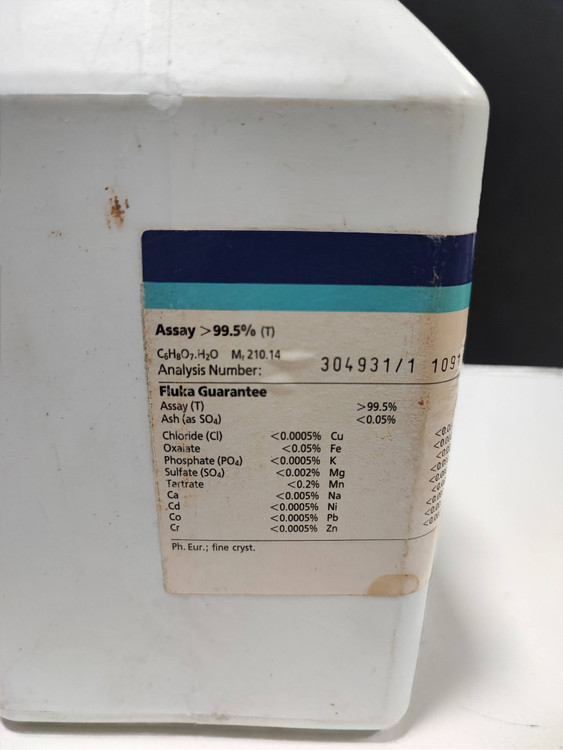 Assay >99.5% (T)
C₆H₈O₇.H₂O Mᵣ 210.14
Analysis Number: 304931/1 1091
Fluka Guarantee
Assay (T) >99.5%
Ash (as SO₄) <0.05%
Chloride (Cl) <0.0005% Cu
Oxalate <0.05% Fe
Phosphate (PO₄) <0.0005% K
Sulfate (SO₄) <0.002% Mg
Tartrate <0.2% Mn
Ca <0.005% Na
Cd <0.0005% Ni
Co <0.0005% Pb
Cr <0.0005% Zn
Ph. Eur.; fine cryst.